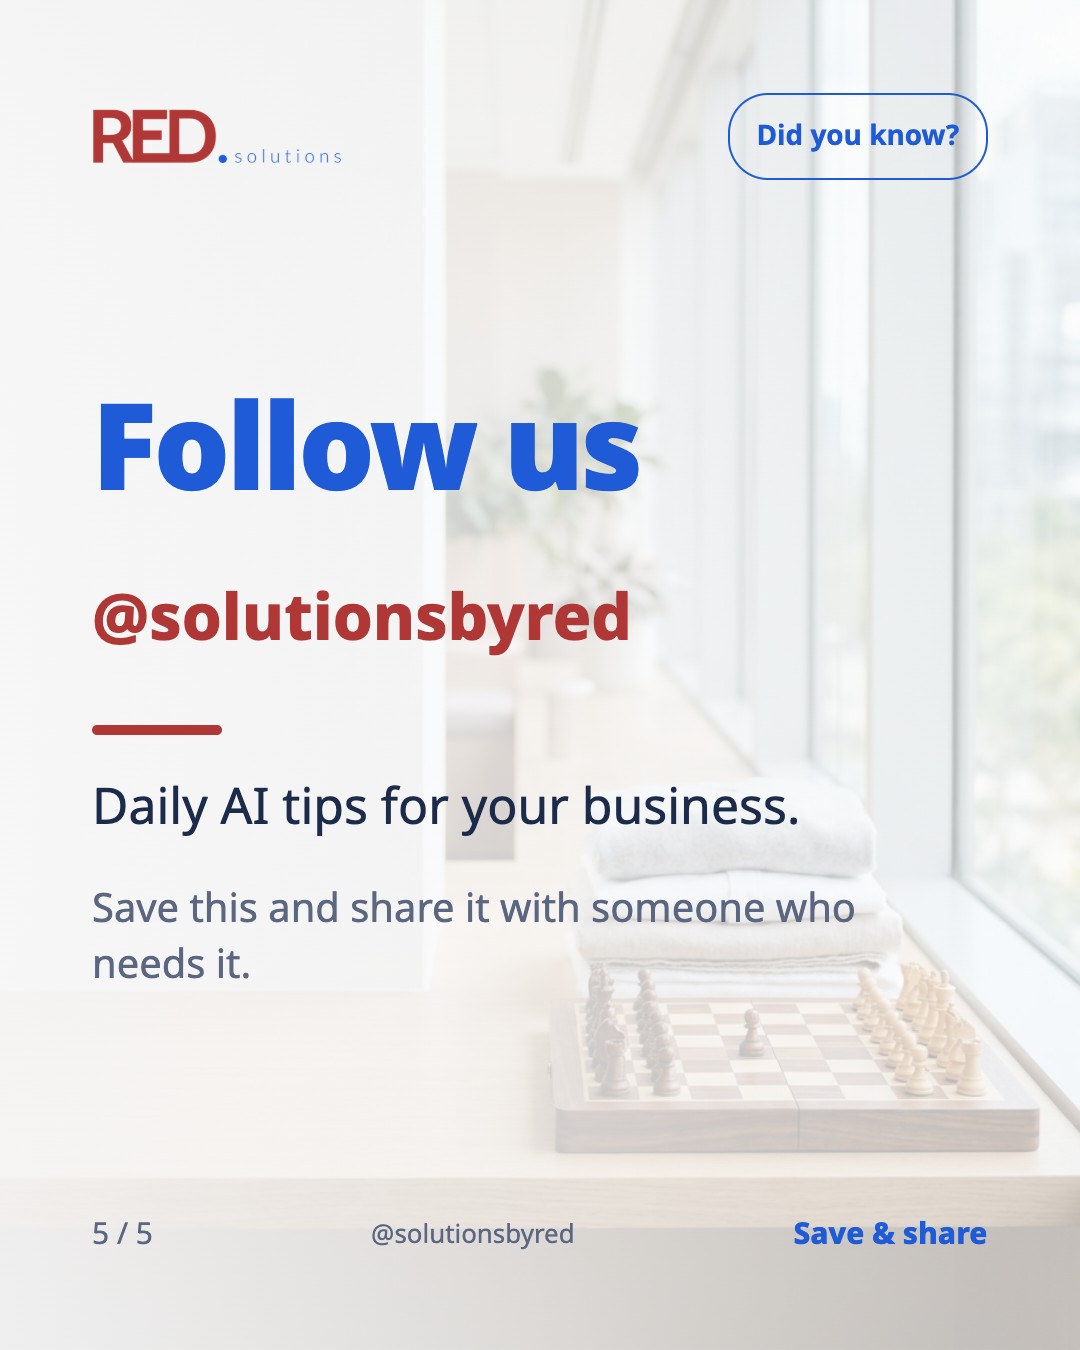 RED.solutions
Did you know?
Follow us
@solutionsbyred
Daily AI tips for your business.
Save this and share it with someone who
needs it.
5 / 5
@solutionsbyred
Save & share